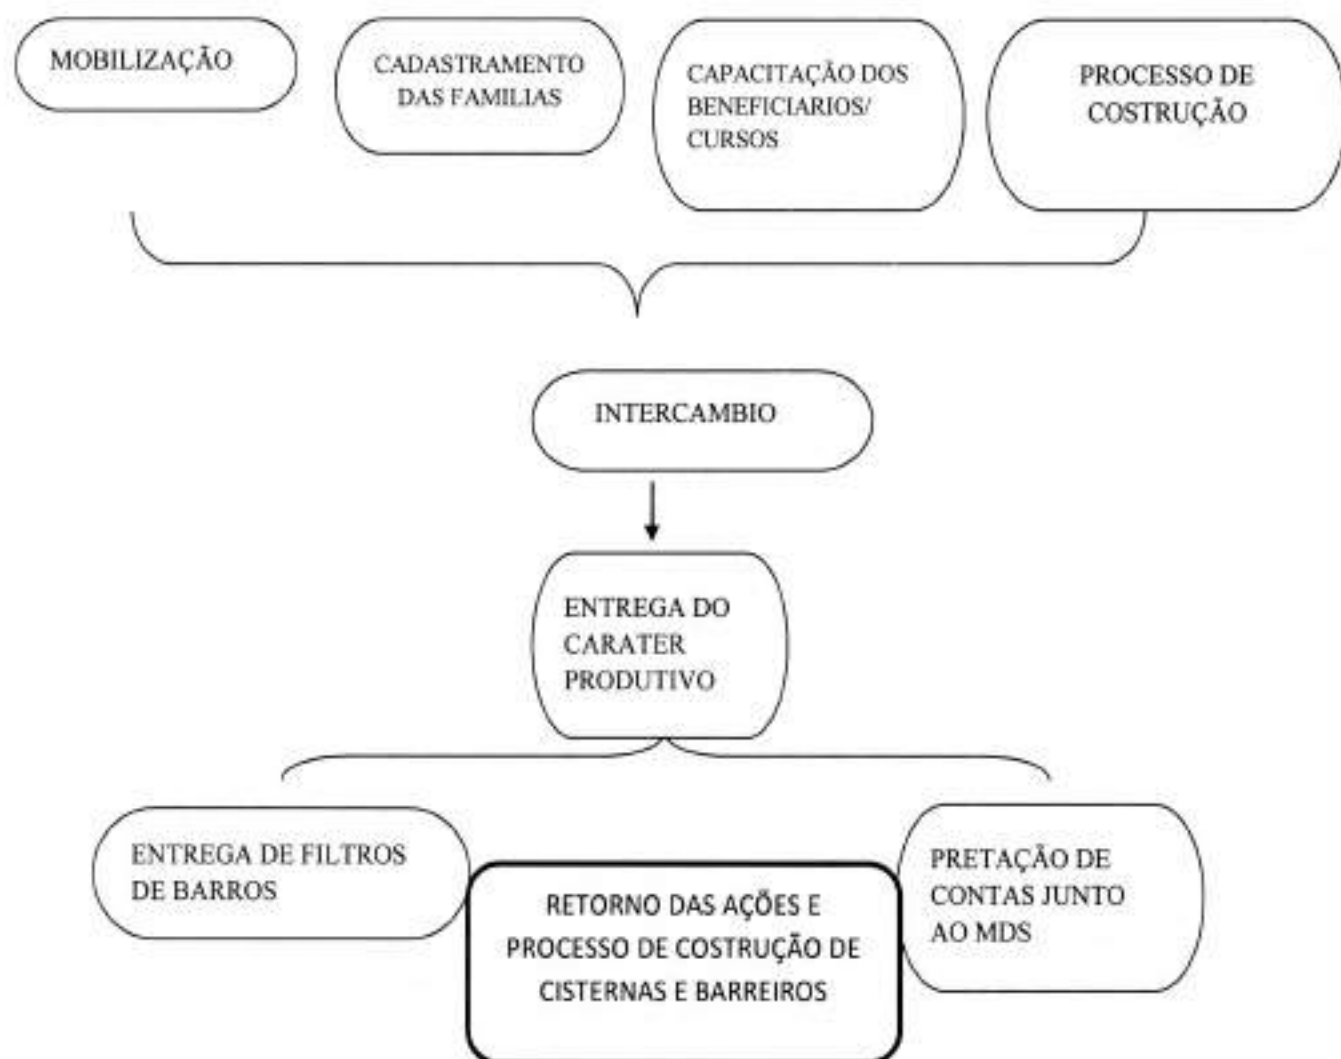 MOBILIZAÇÃO
CADASTRAMENTO
DAS FAMILIAS
CAPACITAÇÃO DOS
BENEFICIARIOS/
CURSOS
PROCESSO DE
COSTRUÇÃO
INTERCAMBIO
ENTREGA DO
CARATER
PRODUTIVO
ENTREGA DE FILTROS
DE BARROS
RETORNO DAS AÇÕES E
PROCESSO DE COSTRUÇÃO DE
CISTERNAS E BARREIROS
PRETAÇÃO DE
CONTAS JUNTO
AO MDS